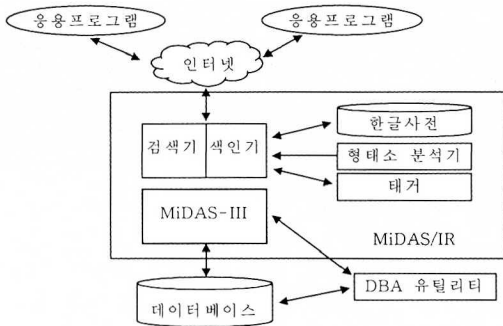 응용프로그램
응용프로그램
인터넷
검색기 색인기
한글사전
형태소 분석기
태거
MiDAS-III
MiDAS/IR
데이터베이스
DBA 유틸리티